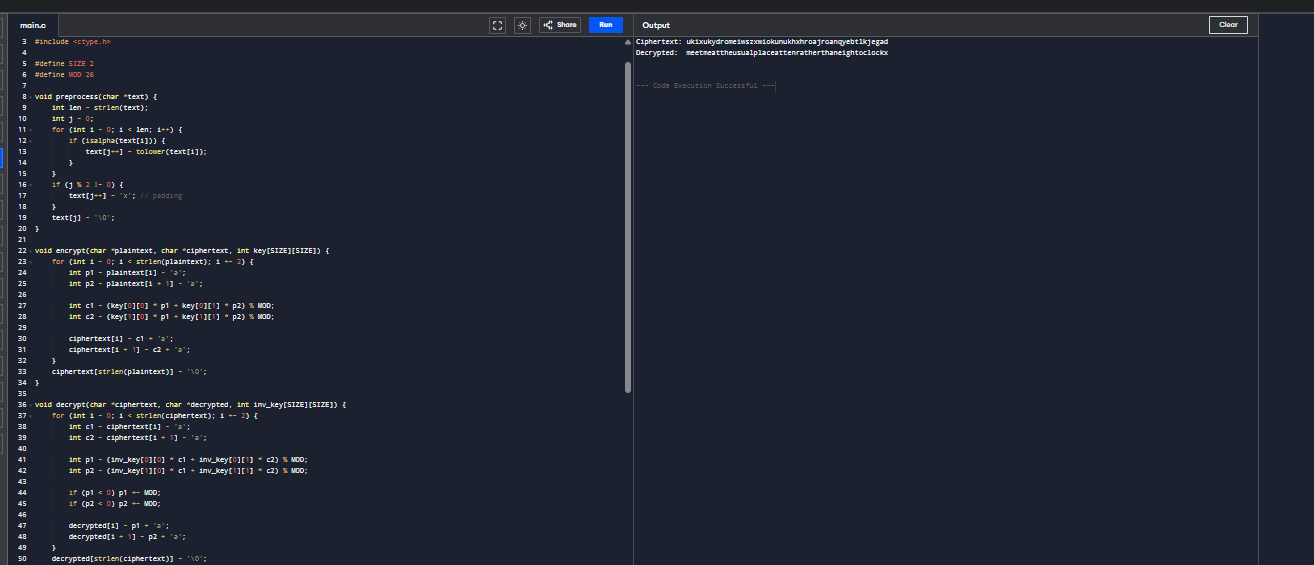 main.c
Share
Run
Output
Clear
3 #include <ctype.h>
4
5 #define SIZE 2
6 #define MOD 26
7
8 void preprocess(char *text) {
9 int len = strlen(text);
10 int j = 0;
11 for (int i = 0; i < len; i++) {
12 if (isalpha(text[i])) {
13 text[j++] = tolower(text[i]);
14 }
15 }
16 if (j % 2 != 0) {
17 text[j++] = 'x'; // padding
18 }
19 text[j] = '\0';
20 }
21
22 void encrypt(char *plaintext, char *ciphertext, int key[SIZE][SIZE]) {
23 for (int i = 0; i < strlen(plaintext); i += 2) {
24 int p1 = plaintext[i] - 'a';
25 int p2 = plaintext[i + 1] - 'a';
26
27 int c1 = (key[0][0] * p1 + key[0][1] * p2) % MOD;
28 int c2 = (key[1][0] * p1 + key[1][1] * p2) % MOD;
29
30 ciphertext[i] = c1 + 'a';
31 ciphertext[i + 1] = c2 + 'a';
32 }
33 ciphertext[strlen(plaintext)] = '\0';
34 }
35
36 void decrypt(char *ciphertext, char *decrypted, int inv_key[SIZE][SIZE]) {
37 for (int i = 0; i < strlen(ciphertext); i += 2) {
38 int c1 = ciphertext[i] - 'a';
39 int c2 = ciphertext[i + 1] - 'a';
40
41 int p1 = (inv_key[0][0] * c1 + inv_key[0][1] * c2) % MOD;
42 int p2 = (inv_key[1][0] * c1 + inv_key[1][1] * c2) % MOD;
43
44 if (p1 < 0) p1 += MOD;
45 if (p2 < 0) p2 += MOD;
46
47 decrypted[i] = p1 + 'a';
48 decrypted[i + 1] = p2 + 'a';
49 }
50 decrypted[strlen(ciphertext)] = '\0';
Ciphertext: ukixukydromeiwszxwiokunukhxhroajroanqyebtlkjegad
Decrypted: meetmeattheusualplaceattenratherthaneightoclockx
--- Code Execution Successful ---